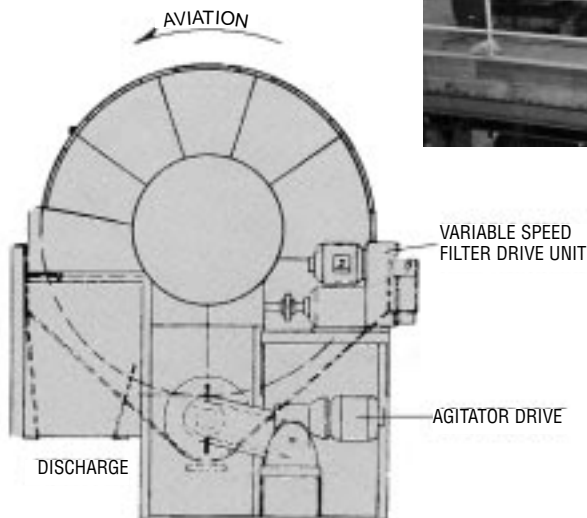 AVIATION
VARIABLE SPEED
FILTER DRIVE UNIT
AGITATOR DRIVE
DISCHARGE